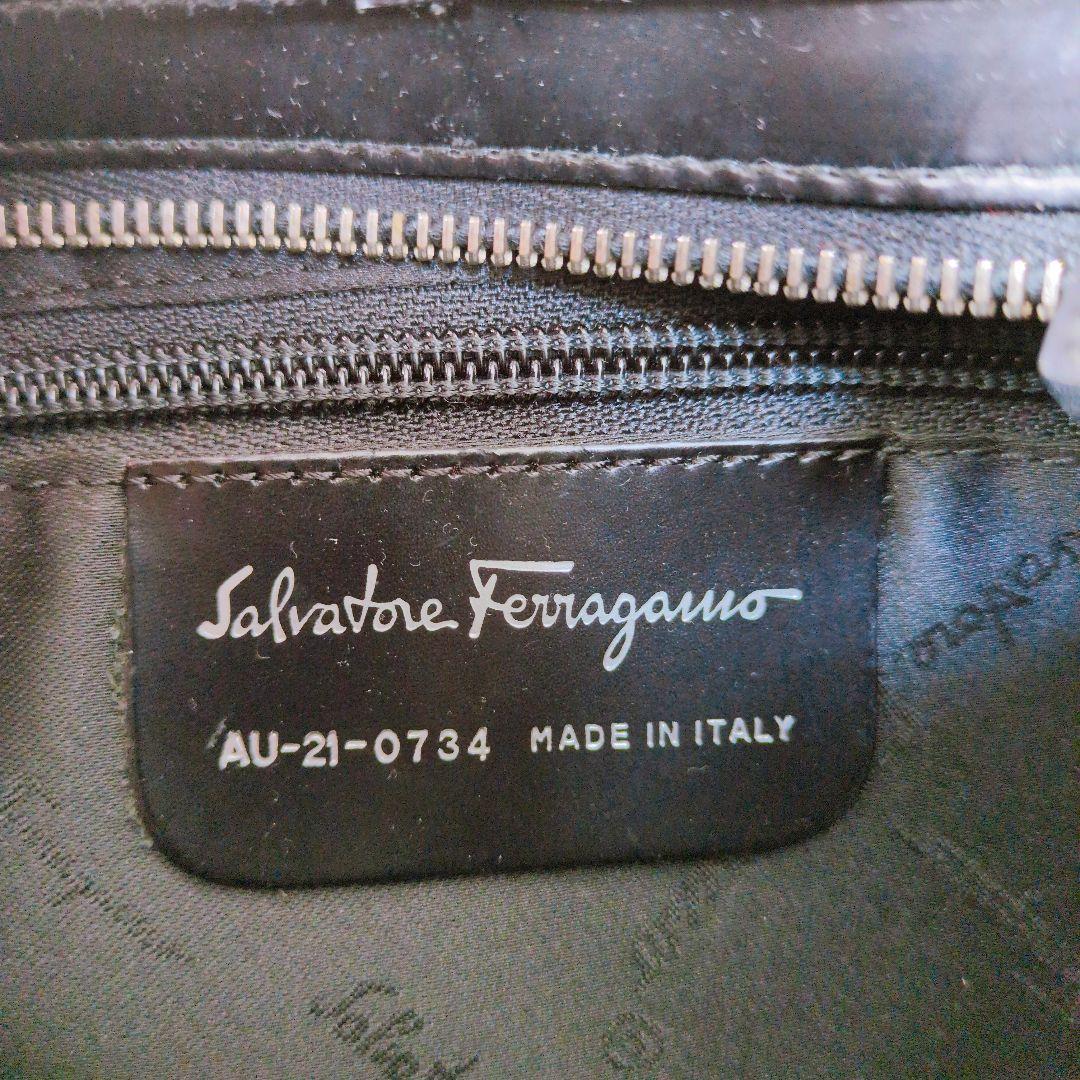 Salvatore Ferragamo
AU-21-0734 MADE IN ITALY